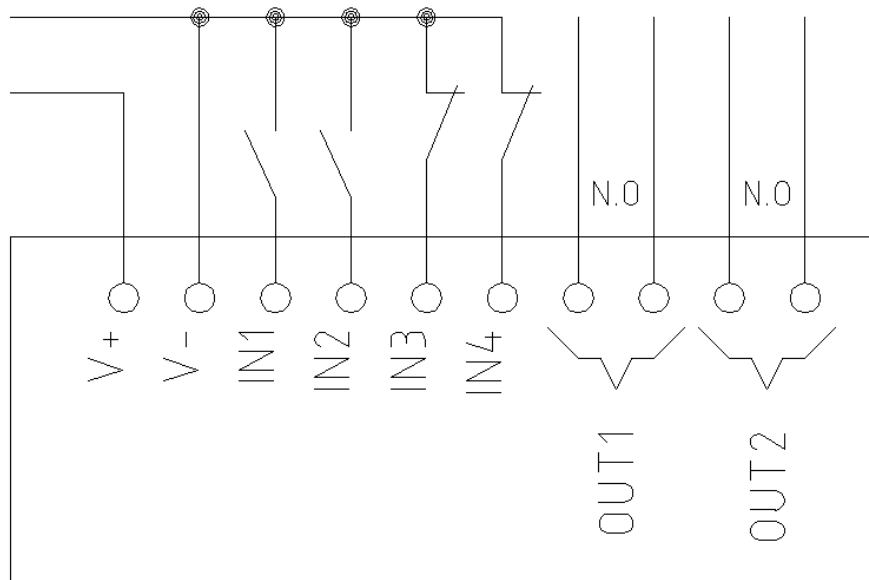 N.O
N.O
V+
V-
IN1
IN2
IN3
IN4
OUT1
OUT2